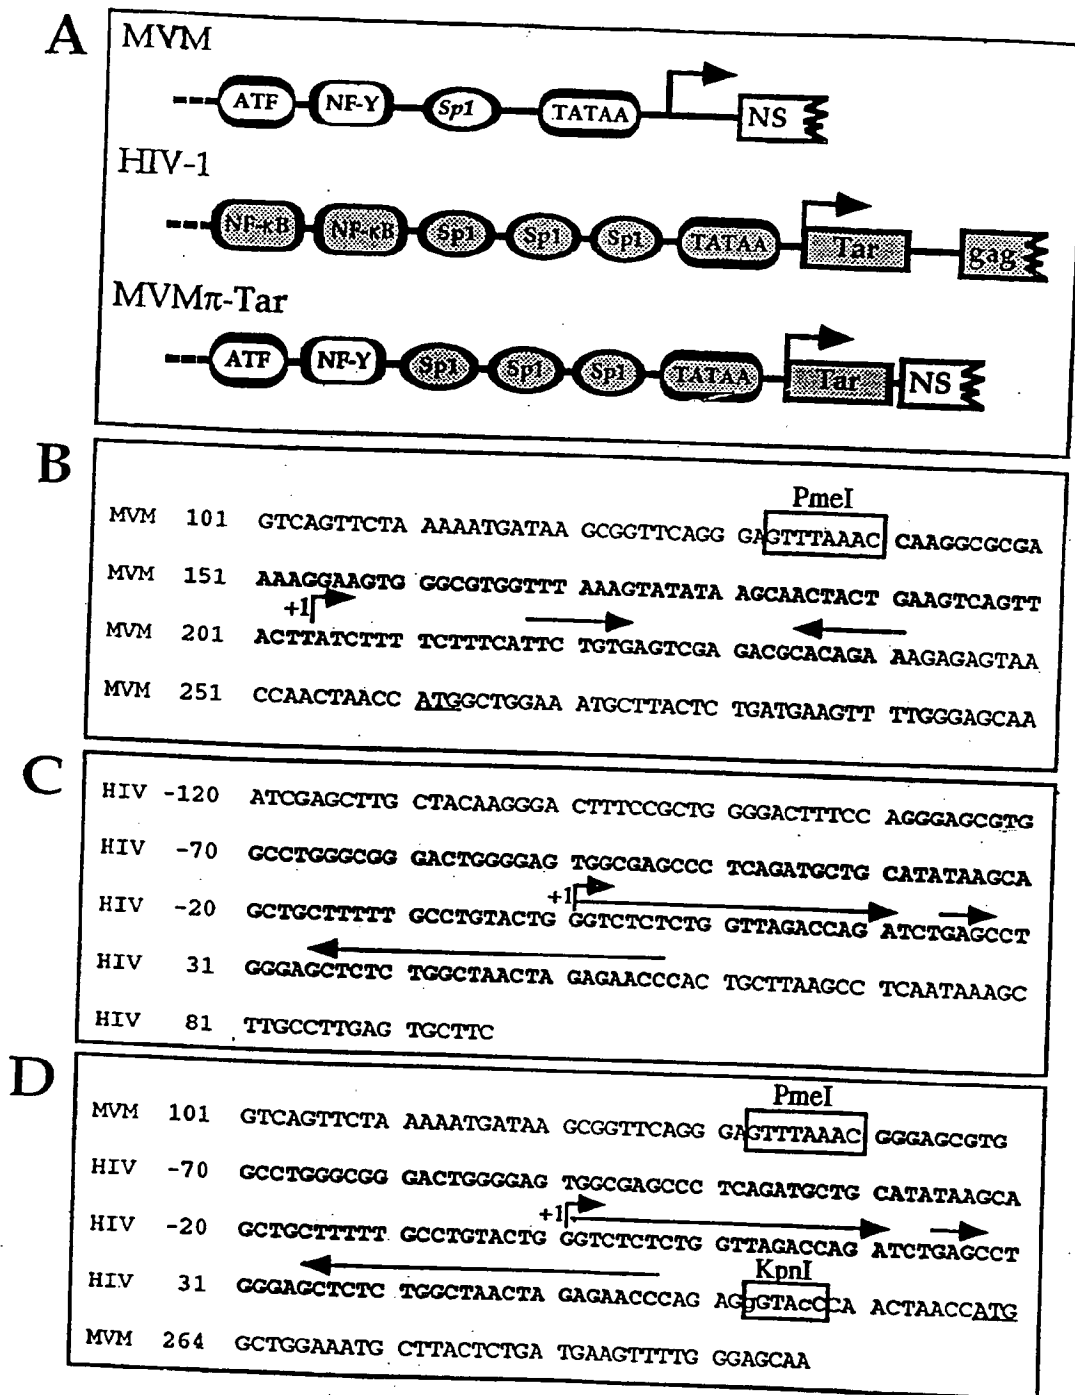 A
MVM
ATF NF-Y Sp1 TATAA NS
HIV-1
NF-κB NF-κB Sp1 Sp1 Sp1 TATAA Tar gag
MVMπ-Tar
ATF NF-Y Sp1 Sp1 Sp1 TATAA Tar NS
B
PmeI
MVM 101 GTCAGTTCTA AAAATGATAA GCGGTTCAGG GAGTTTAAAC CAAGGCGCGA
MVM 151 AAAGGAAGTG GGCGTGGTTT AAAGTATATA AGCAACTACT GAAGTCAGTT
+1
MVM 201 ACTTATCTTT TCTTTCATTC TGTGAGTCGA GACGCACAGA AAGAGAGTAA
MVM 251 CCAACTAACC ATGGCTGGAA ATGCTTACTC TGATGAAGTT TTGGGAGCAA
C
HIV -120 ATCGAGCTTG CTACAAGGGA CTTTCCGCTG GGGACTTTCC AGGGAGCGTG
HIV -70 GCCTGGGCGG GACTGGGGAG TGGCGAGCCC TCAGATGCTG CATATAAGCA
+1
HIV -20 GCTGCTTTTT GCCTGTACTG GGTCTCTCTG GTTAGACCAG ATCTGAGCCT
HIV 31 GGGAGCTCTC TGGCTAACTA GAGAACCCAC TGCTTAAGCC TCAATAAAGC
HIV 81 TTGCCTTGAG TGCTTC
D
PmeI
MVM 101 GTCAGTTCTA AAAATGATAA GCGGTTCAGG GAGTTTAAAC GGGAGCGTG
HIV -70 GCCTGGGCGG GACTGGGGAG TGGCGAGCCC TCAGATGCTG CATATAAGCA
+1
HIV -20 GCTGCTTTTT GCCTGTACTG GGTCTCTCTG GTTAGACCAG ATCTGAGCCT
KpnI
HIV 31 GGGAGCTCTC TGGCTAACTA GAGAACCCAG AGgGTAcCCA ACTAACCATG
MVM 264 GCTGGAAATG CTTACTCTGA TGAAGTTTTG GGAGCAA